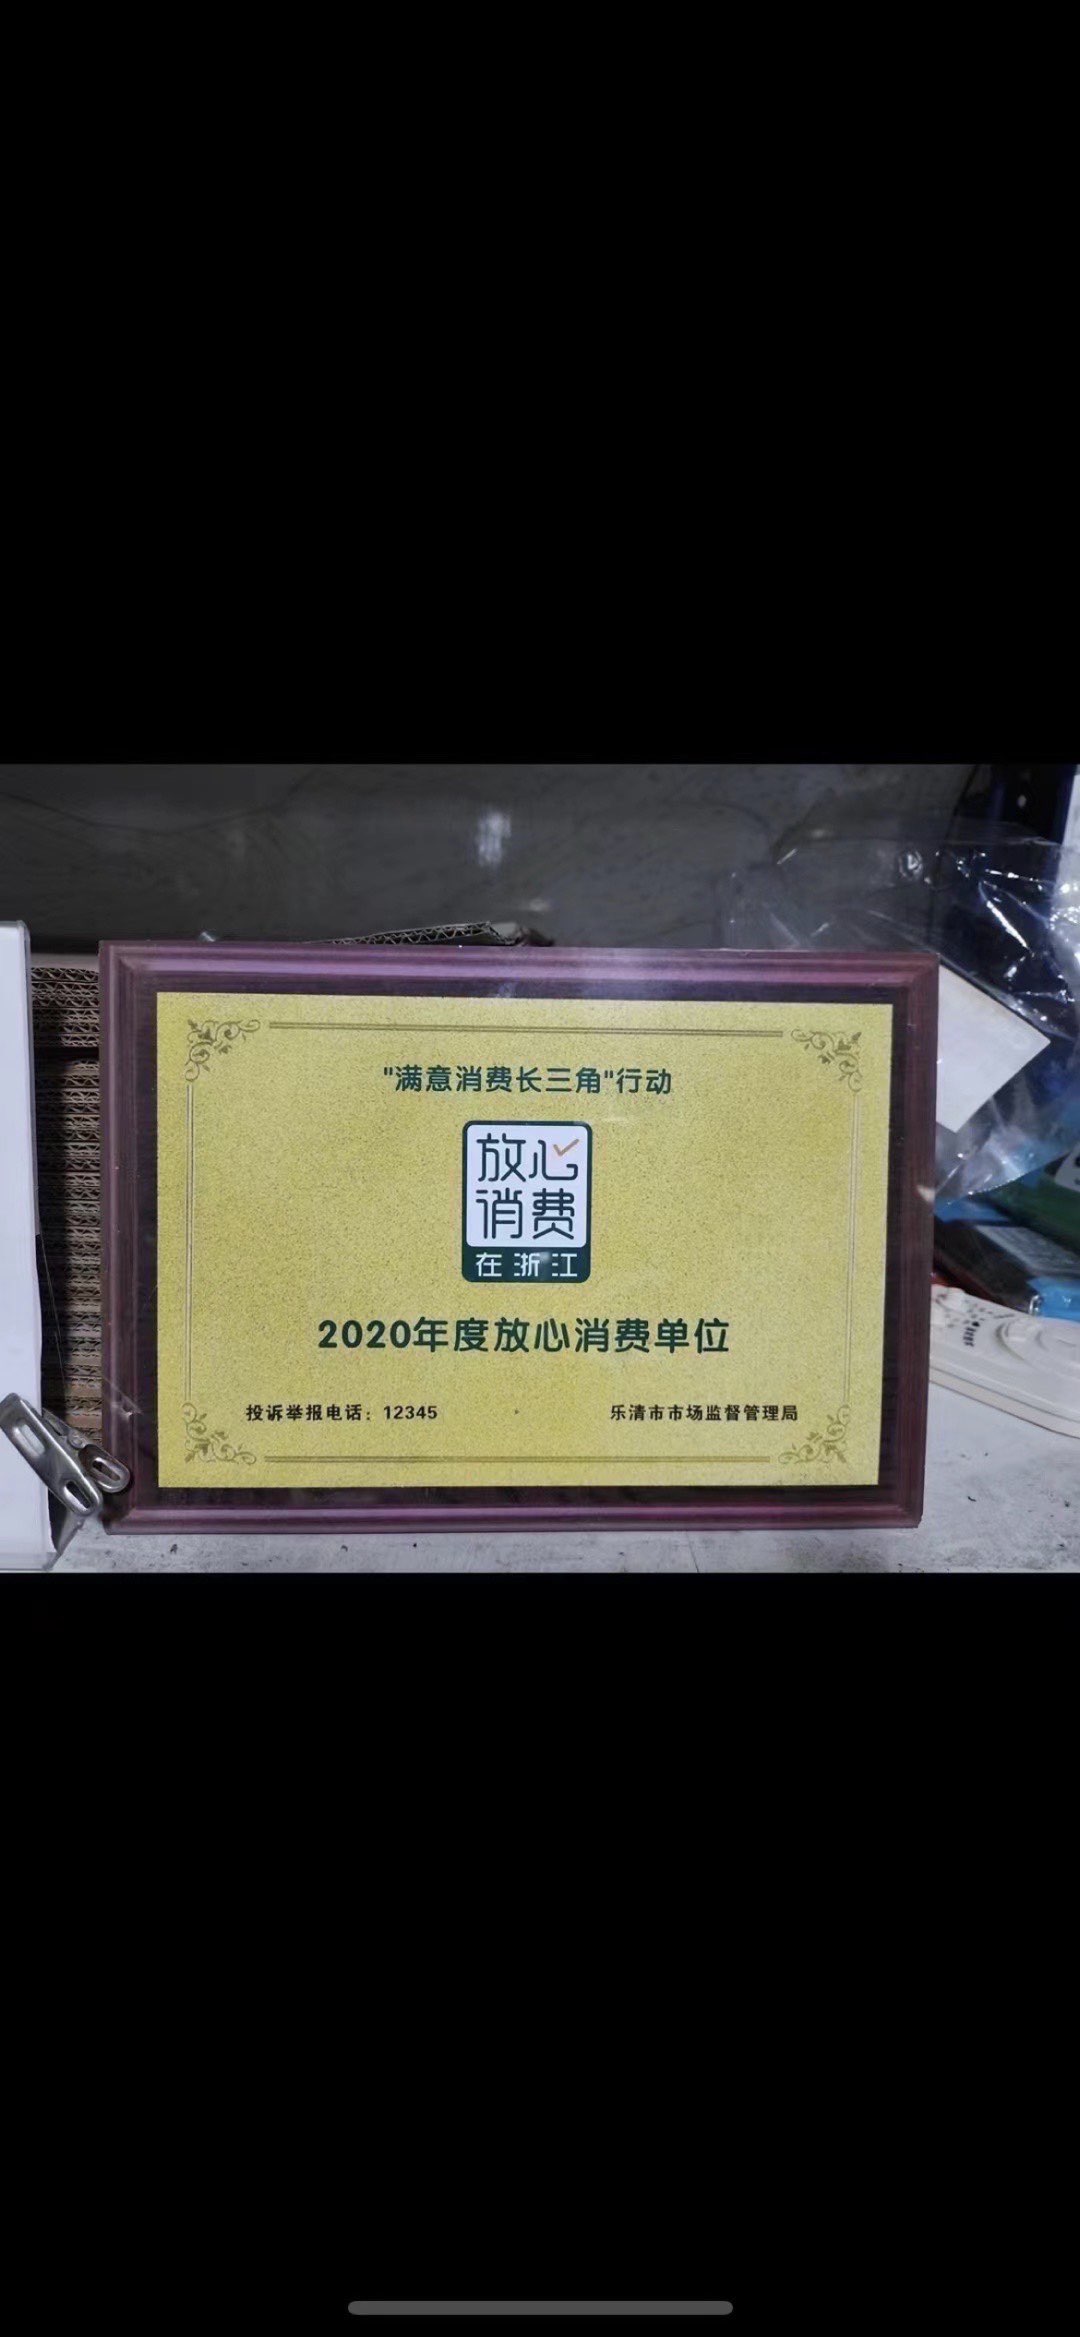 "满意消费长三角"行动
放心
消费
在浙江
2020年度放心消费单位
投诉举报电话：12345
乐清市市场监督管理局